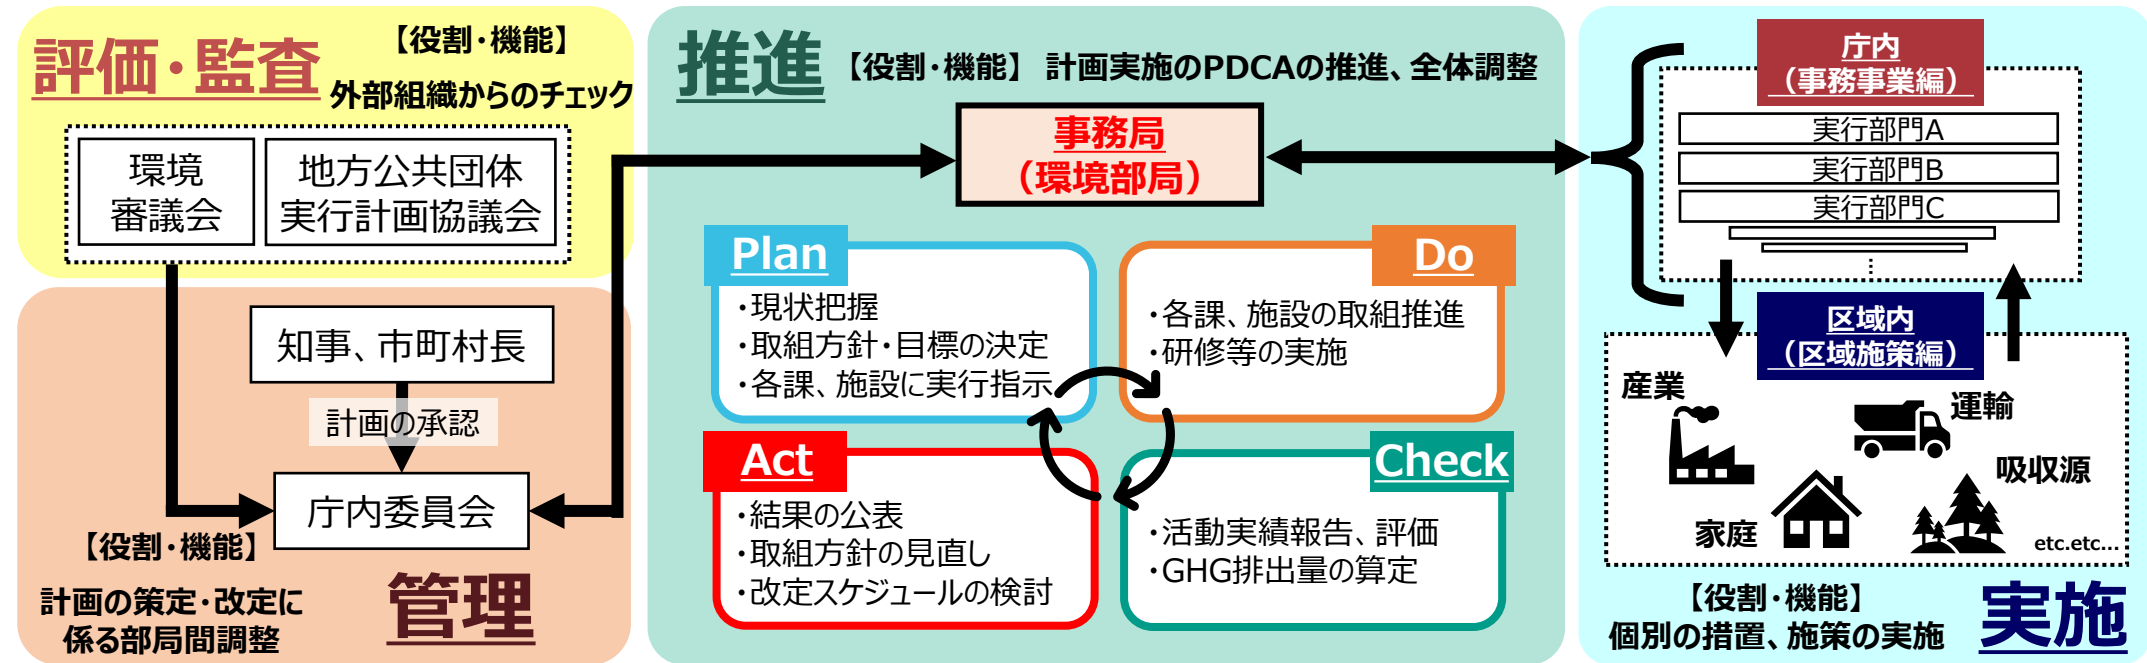 評価・監査
【役割・機能】
外部組織からのチェック
環境
審議会
地方公共団体
実行計画協議会
知事、市町村長
計画の承認
庁内委員会
【役割・機能】
計画の策定・改定に
係る部局間調整
管理
推進
【役割・機能】 計画実施のPDCAの推進、全体調整
事務局
（環境部局）
Plan
・現状把握
・取組方針・目標の決定
・各課、施設に実行指示
Do
・各課、施設の取組推進
・研修等の実施
Act
・結果の公表
・取組方針の見直し
・改定スケジュールの検討
Check
・活動実績報告、評価
・GHG排出量の算定
庁内
（事務事業編）
実行部門A
実行部門B
実行部門C
区域内
（区域施策編）
産業
運輸
吸収源
家庭
etc.etc...
【役割・機能】
個別の措置、施策の実施
実施